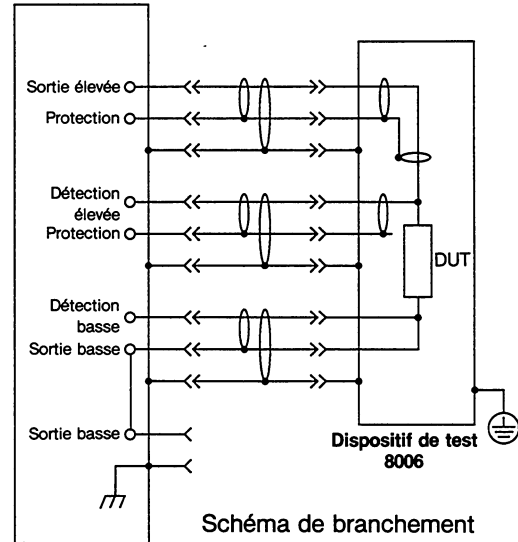 Sortie élevée
Protection
Détection
élevée
Protection
Détection
basse
Sortie basse
Sortie basse
DUT
Dispositif de test
8006
Schéma de branchement